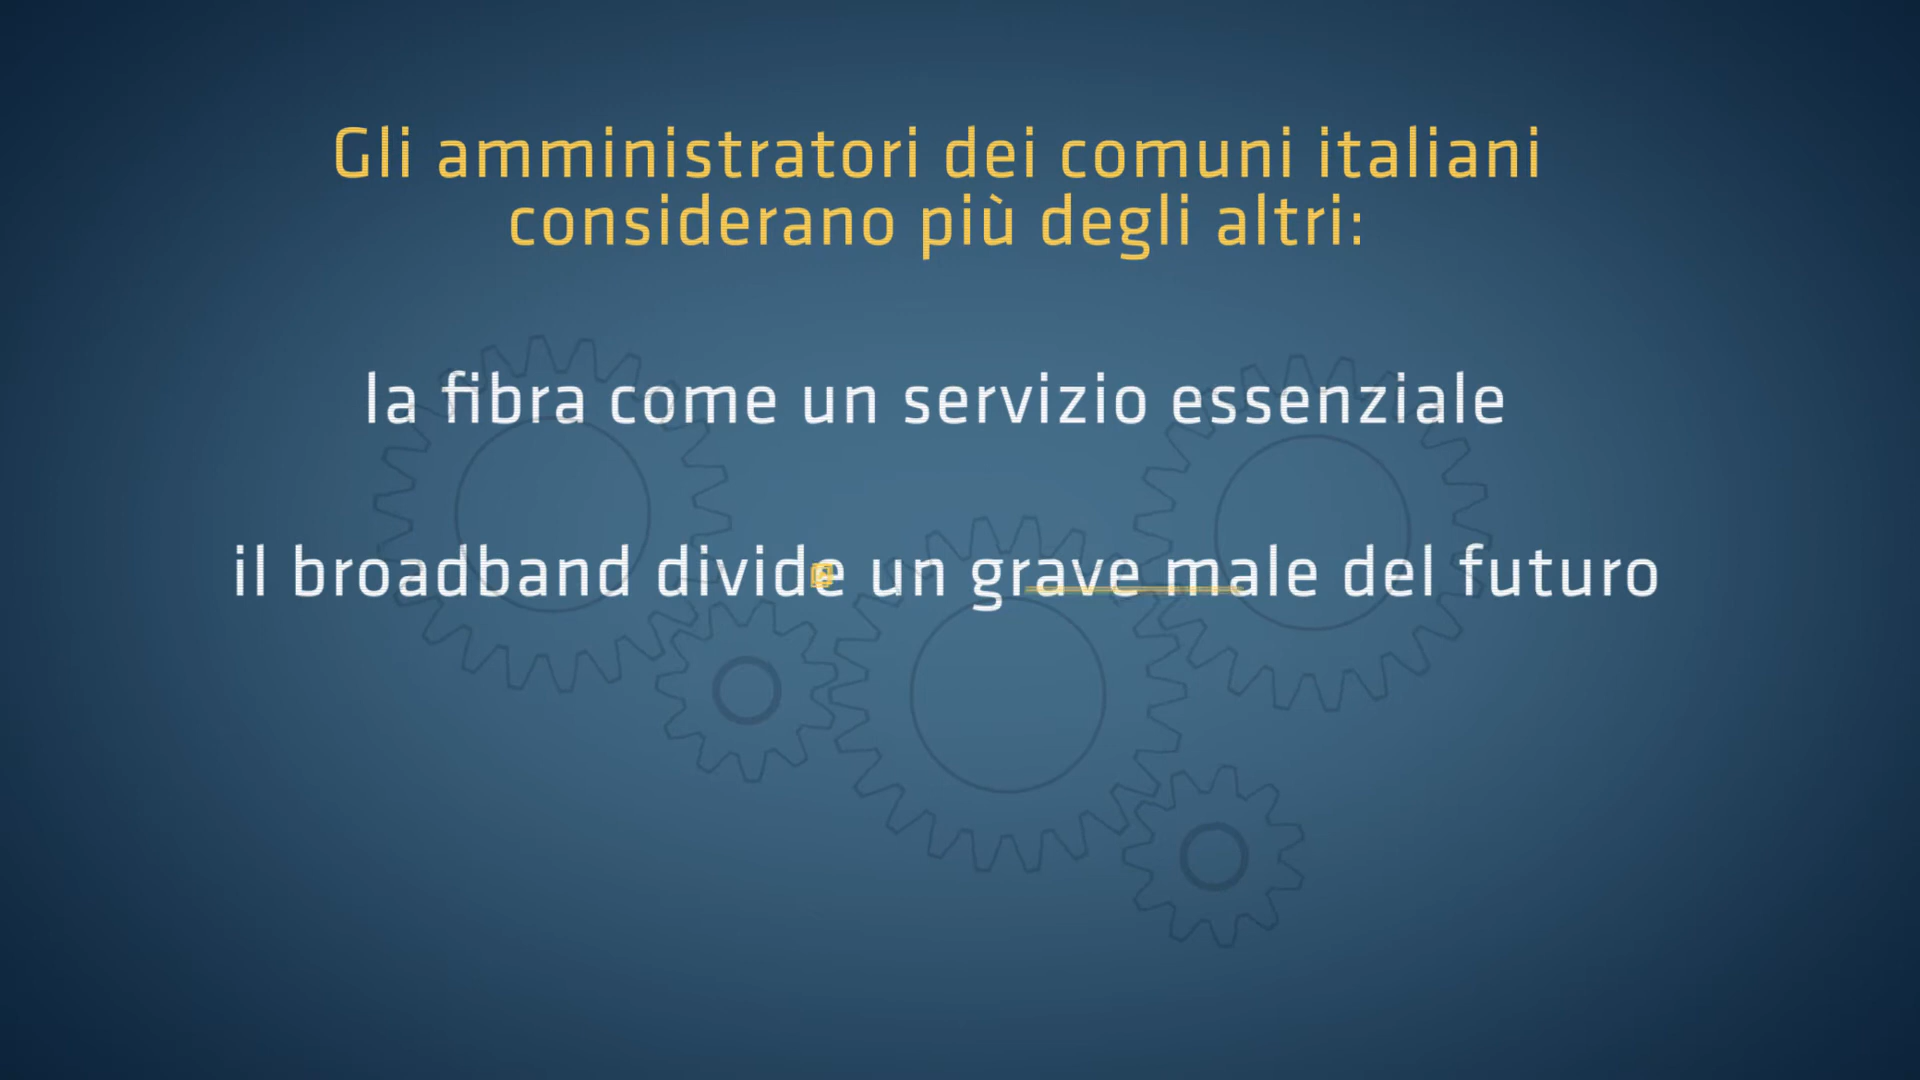 Gli amministratori dei comuni italiani
considerano più degli altri:
la fibra come un servizio essenziale
il broadband divide un grave male del futuro